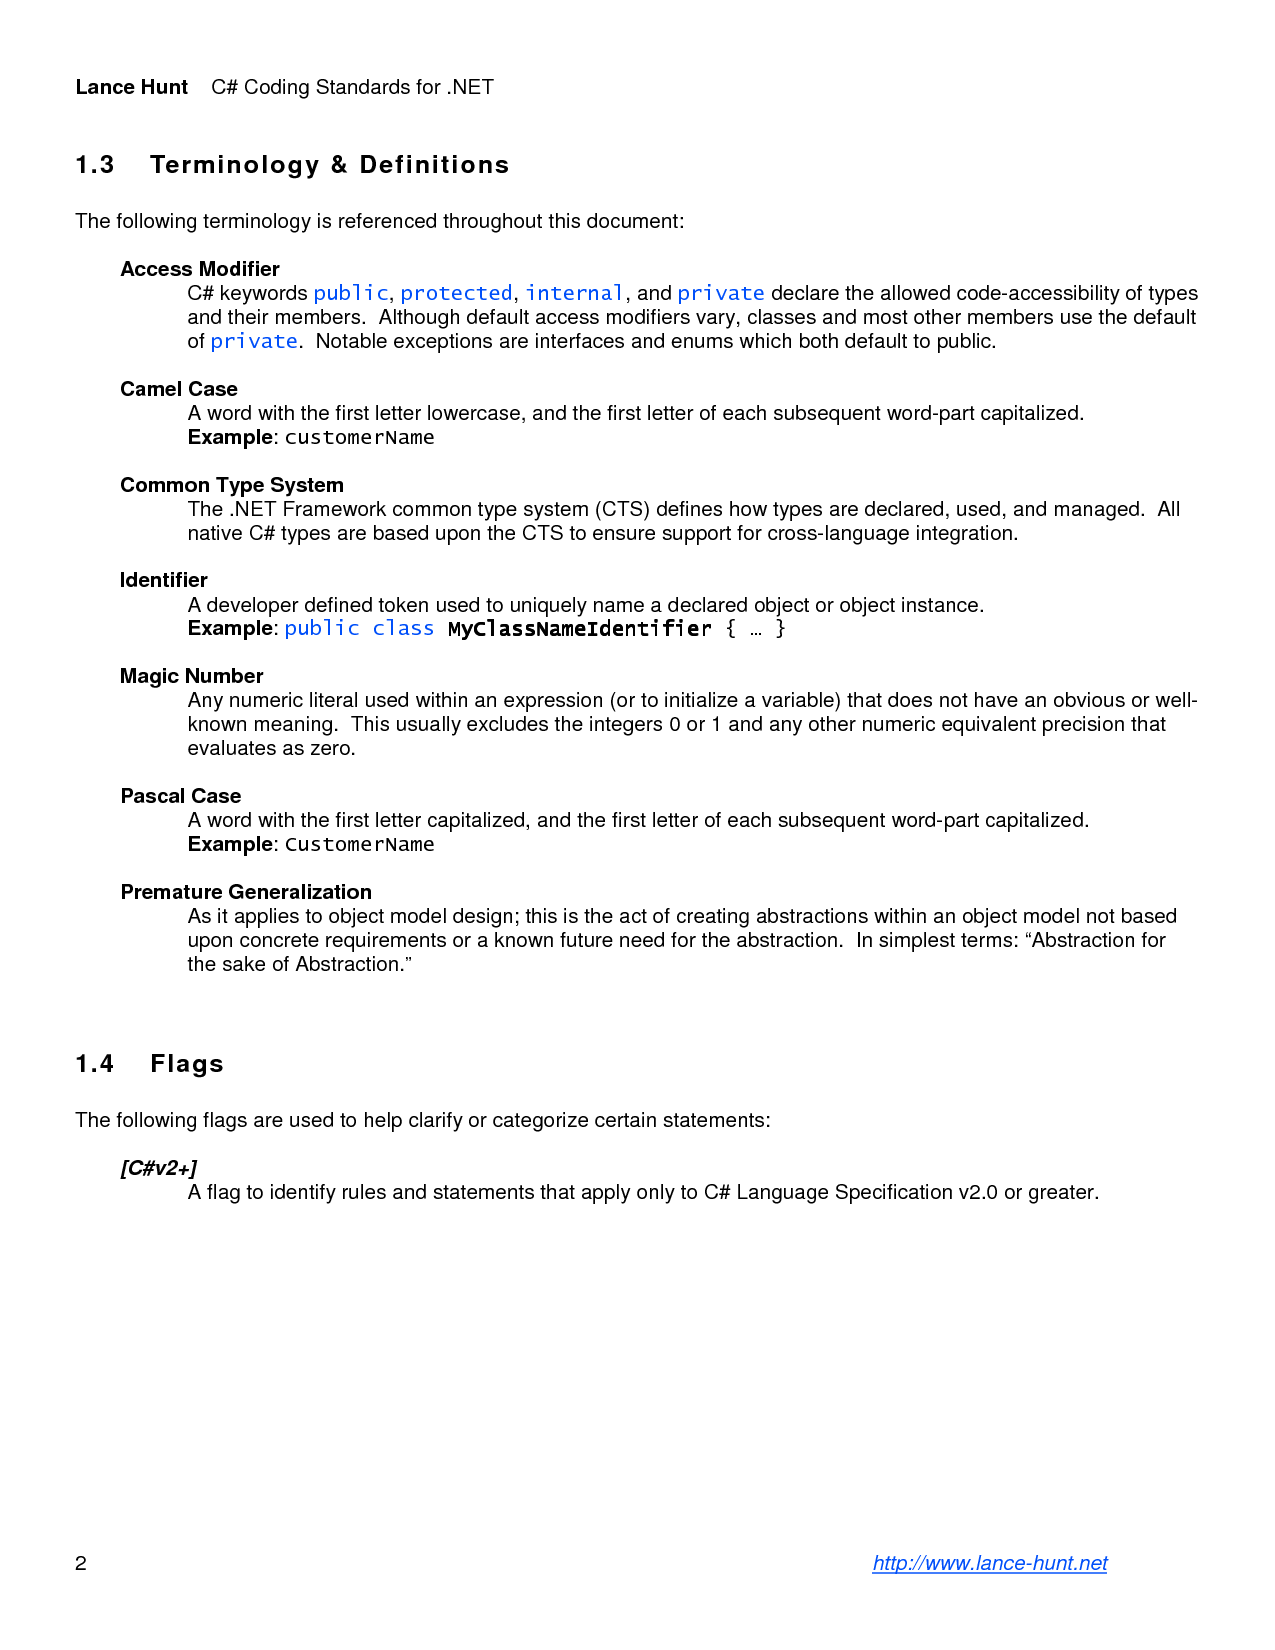 Lance Hunt    C# Coding Standards for .NET
1.3    Terminology & Definitions
The following terminology is referenced throughout this document:
Access Modifier
C# keywords public, protected, internal, and private declare the allowed code-accessibility of types
and their members.  Although default access modifiers vary, classes and most other members use the default
of private.  Notable exceptions are interfaces and enums which both default to public.
Camel Case
A word with the first letter lowercase, and the first letter of each subsequent word-part capitalized.
Example: customerName
Common Type System
The .NET Framework common type system (CTS) defines how types are declared, used, and managed.  All
native C# types are based upon the CTS to ensure support for cross-language integration.
Identifier
A developer defined token used to uniquely name a declared object or object instance.
Example: public class MyClassNameIdentifier { … }
Magic Number
Any numeric literal used within an expression (or to initialize a variable) that does not have an obvious or well-
known meaning.  This usually excludes the integers 0 or 1 and any other numeric equivalent precision that
evaluates as zero.
Pascal Case
A word with the first letter capitalized, and the first letter of each subsequent word-part capitalized.
Example: CustomerName
Premature Generalization
As it applies to object model design; this is the act of creating abstractions within an object model not based
upon concrete requirements or a known future need for the abstraction.  In simplest terms: “Abstraction for
the sake of Abstraction.”
1.4    Flags
The following flags are used to help clarify or categorize certain statements:
[C#v2+]
A flag to identify rules and statements that apply only to C# Language Specification v2.0 or greater.
2    http://www.lance-hunt.net